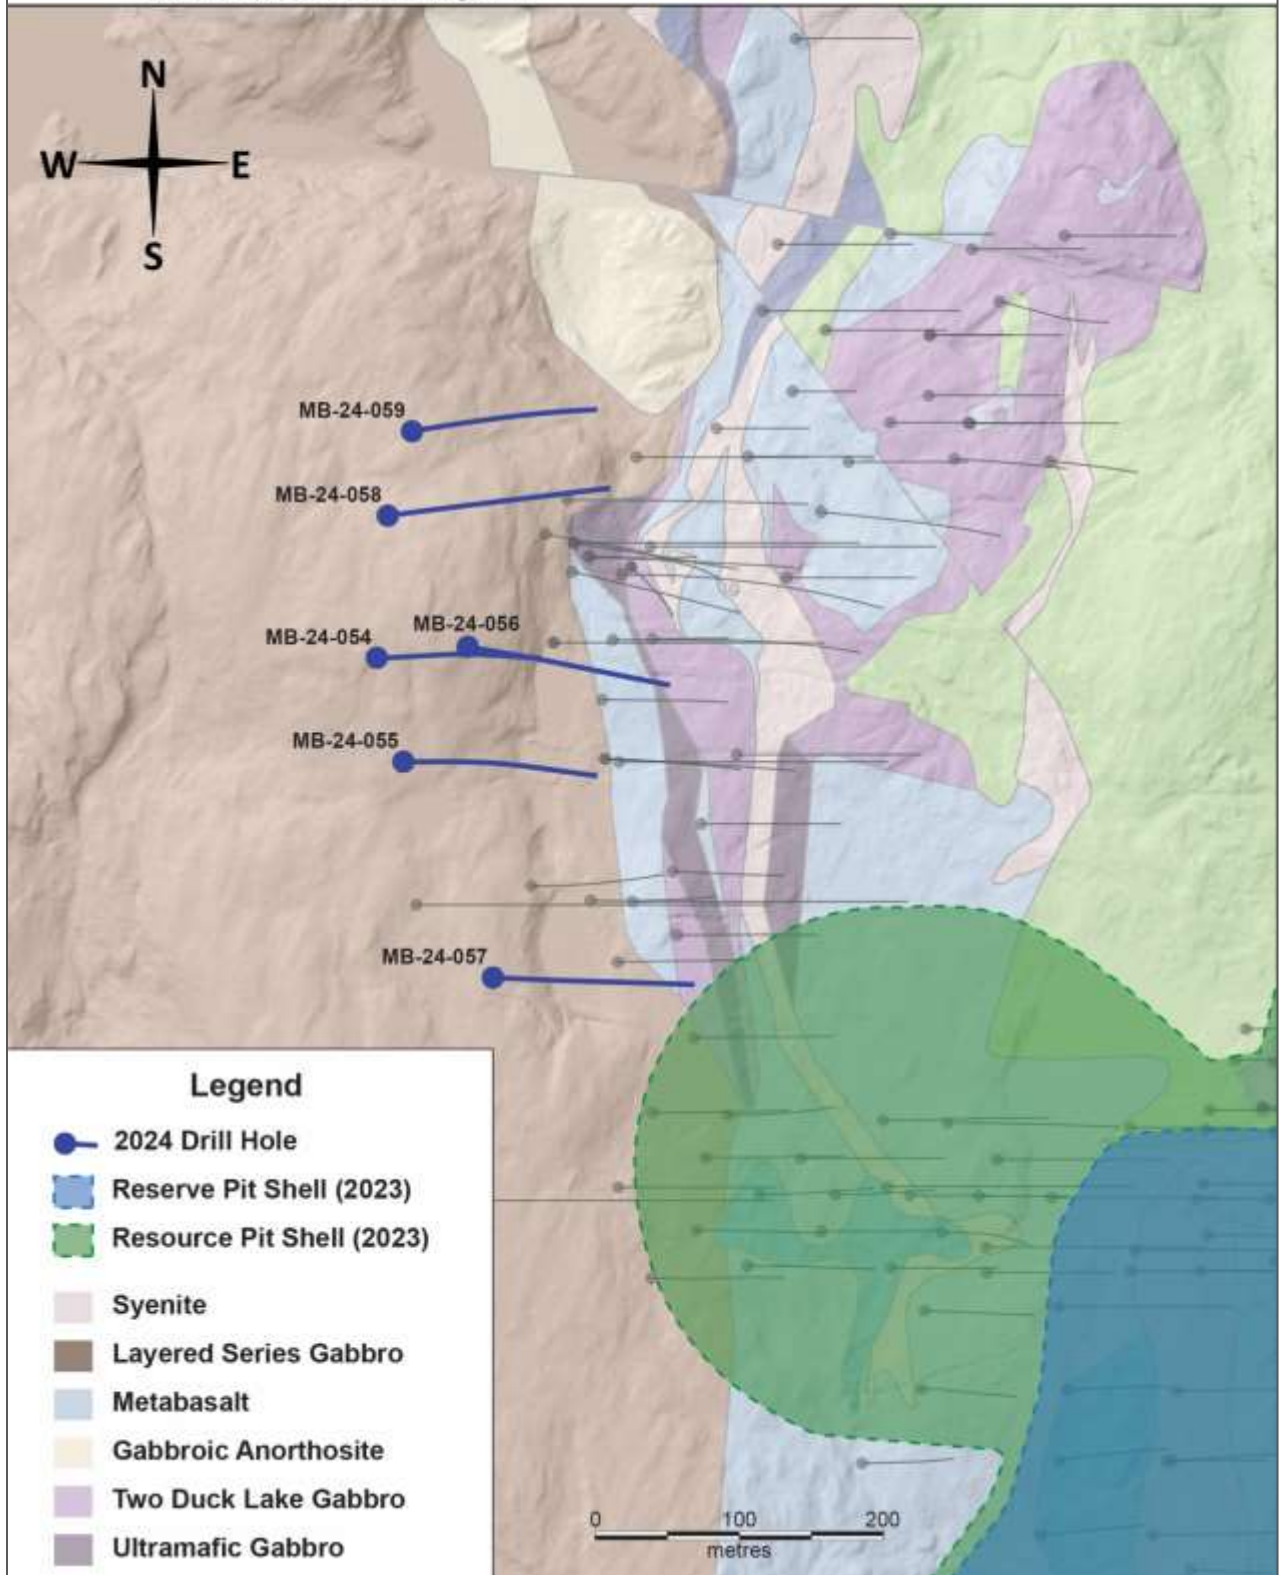 N
W E
S
MB-24-059
MB-24-058
MB-24-056
MB-24-054
MB-24-055
MB-24-057
Legend
2024 Drill Hole
Reserve Pit Shell (2023)
Resource Pit Shell (2023)
Syenite
Layered Series Gabbro
Metabasalt
Gabbroic Anorthosite
Two Duck Lake Gabbro
Ultramafic Gabbro
0 100 200
metres